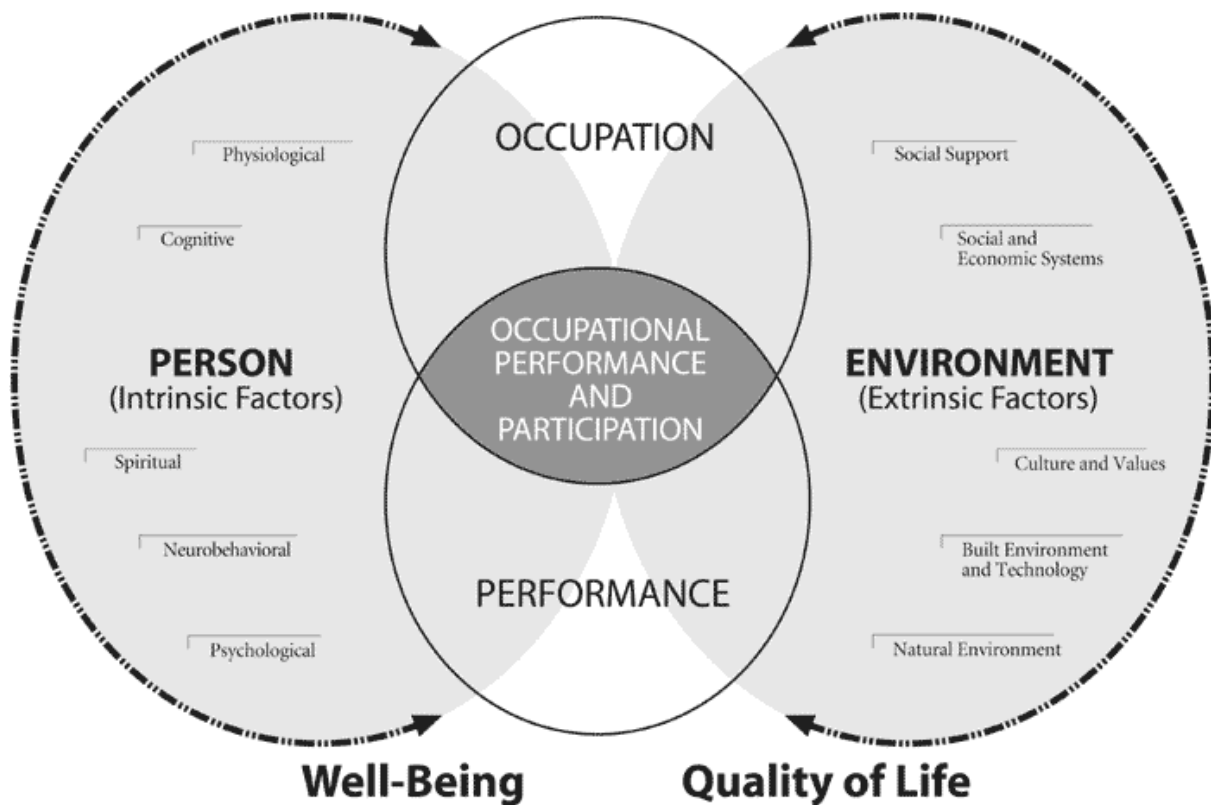 OCCUPATION
Physiological
Cognitive
PERSON
(Intrinsic Factors)
Spiritual
Neurobehavioral
Psychological
OCCUPATIONAL
PERFORMANCE
AND
PARTICIPATION
PERFORMANCE
Social Support
Social and
Economic Systems
ENVIRONMENT
(Extrinsic Factors)
Culture and Values
Built Environment
and Technology
Natural Environment
Well-Being
Quality of Life